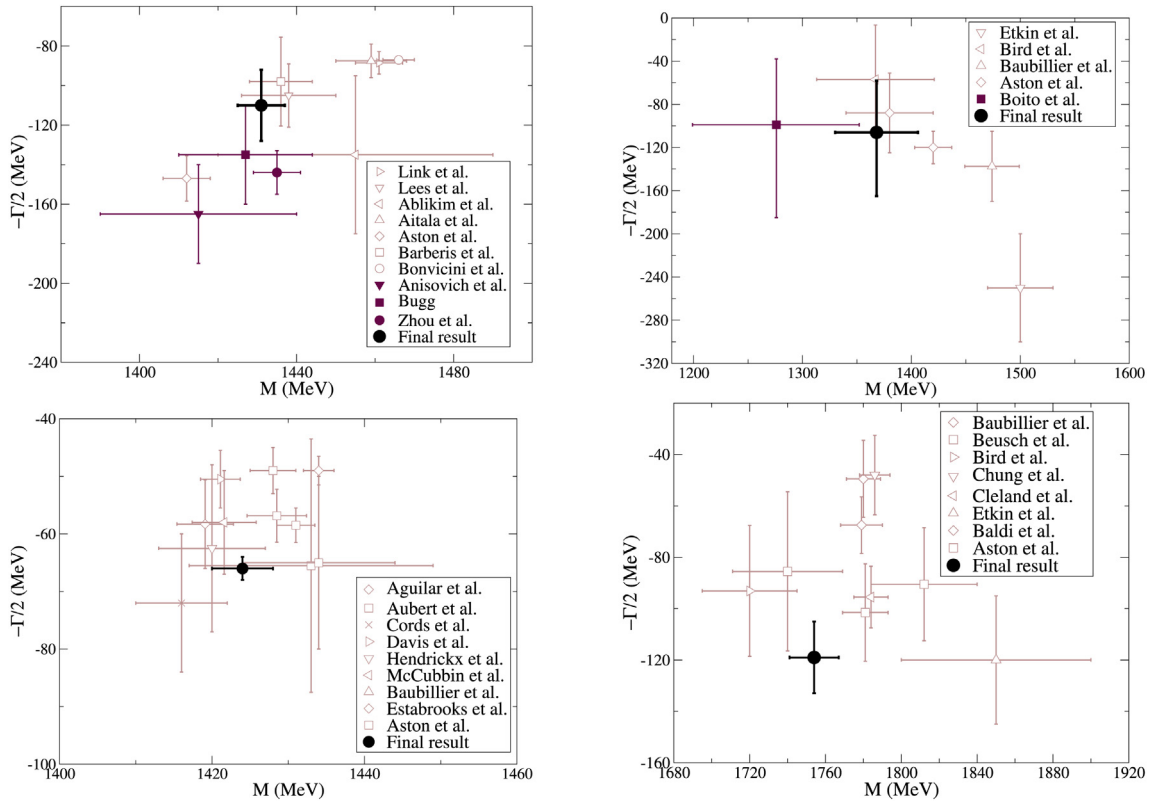 -80
-120
-160
-200
-240
−Γ/2 (MeV)
1400
1440
1480
M (MeV)
Link et al.
Lees et al.
Ablikim et al.
Aitala et al.
Aston et al.
Barberis et al.
Bonvicini et al.
Anisovich et al.
Bugg
Zhou et al.
Final result
0
-40
-80
-120
-160
-200
-240
-280
-320
−Γ/2 (MeV)
1200
1300
1400
1500
1600
M (MeV)
Etkin et al.
Bird et al.
Baubillier et al.
Aston et al.
Boito et al.
Final result
-40
-60
-80
-100
−Γ/2 (MeV)
1400
1420
1440
1460
M (MeV)
Aguilar et al.
Aubert et al.
Cords et al.
Davis et al.
Hendrickx et al.
McCubbin et al.
Baubillier et al.
Estabrooks et al.
Aston et al.
Final result
-40
-80
-120
-160
−Γ/2 (MeV)
1680
1720
1760
1800
1840
1880
1920
M (MeV)
Baubillier et al.
Beusch et al.
Bird et al.
Chung et al.
Cleland et al.
Etkin et al.
Baldi et al.
Aston et al.
Final result